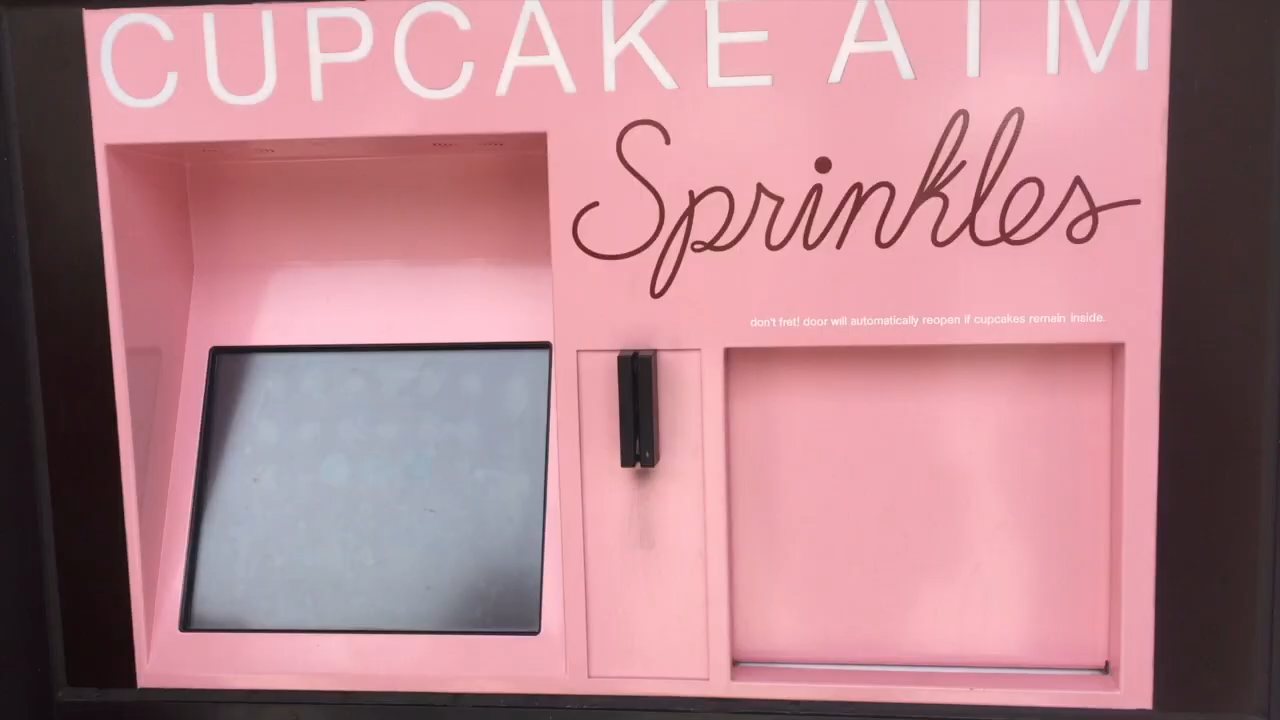 CUPCAKE ATM
Sprinkles
don't fret! door will automatically reopen if cupcakes remain inside.